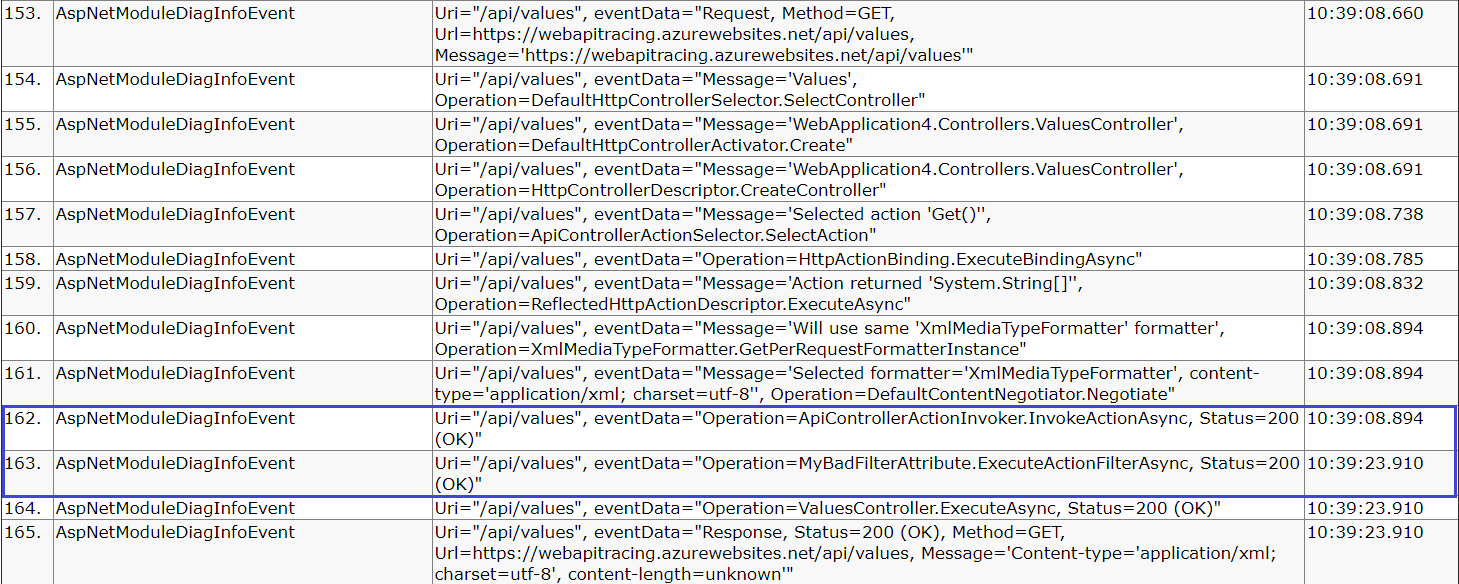 153. AspNetModuleDiagInfoEvent Uri="/api/values", eventData="Request, Method=GET, 10:39:08.660
Url=https://webapitracing.azurewebsites.net/api/values,
Message='https://webapitracing.azurewebsites.net/api/values'"
154. AspNetModuleDiagInfoEvent Uri="/api/values", eventData="Message='Values', 10:39:08.691
Operation=DefaultHttpControllerSelector.SelectController"
155. AspNetModuleDiagInfoEvent Uri="/api/values", eventData="Message='WebApplication4.Controllers.ValuesController', 10:39:08.691
Operation=DefaultHttpControllerActivator.Create"
156. AspNetModuleDiagInfoEvent Uri="/api/values", eventData="Message='WebApplication4.Controllers.ValuesController', 10:39:08.691
Operation=HttpControllerDescriptor.CreateController"
157. AspNetModuleDiagInfoEvent Uri="/api/values", eventData="Message='Selected action 'Get()'', 10:39:08.738
Operation=ApiControllerActionSelector.SelectAction"
158. AspNetModuleDiagInfoEvent Uri="/api/values", eventData="Operation=HttpActionBinding.ExecuteBindingAsync" 10:39:08.785
159. AspNetModuleDiagInfoEvent Uri="/api/values", eventData="Message='Action returned 'System.String[]'', 10:39:08.832
Operation=ReflectedHttpActionDescriptor.ExecuteAsync"
160. AspNetModuleDiagInfoEvent Uri="/api/values", eventData="Message='Will use same 'XmlMediaTypeFormatter' formatter', 10:39:08.894
Operation=XmlMediaTypeFormatter.GetPerRequestFormatterInstance"
161. AspNetModuleDiagInfoEvent Uri="/api/values", eventData="Message='Selected formatter='XmlMediaTypeFormatter', content- 10:39:08.894
type='application/xml; charset=utf-8'', Operation=DefaultContentNegotiator.Negotiate"
162. AspNetModuleDiagInfoEvent Uri="/api/values", eventData="Operation=ApiControllerActionInvoker.InvokeActionAsync, Status=200 10:39:08.894
(OK)"
163. AspNetModuleDiagInfoEvent Uri="/api/values", eventData="Operation=MyBadFilterAttribute.ExecuteActionFilterAsync, Status=200 10:39:23.910
(OK)"
164. AspNetModuleDiagInfoEvent Uri="/api/values", eventData="Operation=ValuesController.ExecuteAsync, Status=200 (OK)" 10:39:23.910
165. AspNetModuleDiagInfoEvent Uri="/api/values", eventData="Response, Status=200 (OK), Method=GET, 10:39:23.910
Url=https://webapitracing.azurewebsites.net/api/values, Message='Content-type='application/xml;
charset=utf-8', content-length=unknown'"